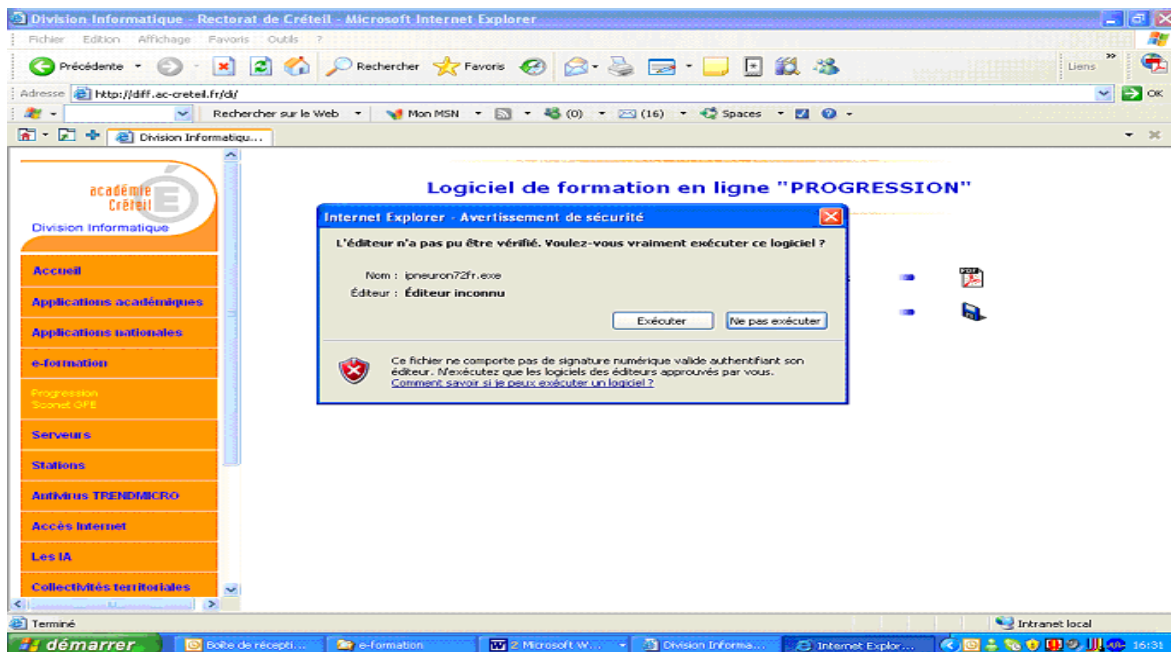 Division Informatique - Rectorat de Créteil - Microsoft Internet Explorer
Fichier Edition Affichage Favoris Outils ?
Précédente Rechercher Favoris Liens
Adresse http://diff.ac-creteil.fr/di/ OK
Rechercher sur le Web Mon MSN (0) (16) Spaces
Division Informatiqu...
académie
Créteil
Division Informatique
Accueil
Applications académiques
Applications nationales
e-formation
Progression
Sconet GFE
Serveurs
Stations
Antivirus TRENDMICRO
Accès Internet
Les IA
Collectivités territoriales
Logiciel de formation en ligne "PROGRESSION"
Internet Explorer - Avertissement de sécurité
L'éditeur n'a pas pu être vérifié. Voulez-vous vraiment exécuter ce logiciel ?
Nom : ipneuron72fr.exe
Éditeur : Éditeur inconnu
Exécuter Ne pas exécuter
Ce fichier ne comporte pas de signature numérique valide authentifiant son
éditeur. N'exécutez que les logiciels des éditeurs approuvés par vous.
Comment savoir si je peux exécuter un logiciel ?
PDF
Terminé Intranet local
démarrer Boîte de récepti... e-formation 2 Microsoft W... Division Informa... Internet Explor... 16:31